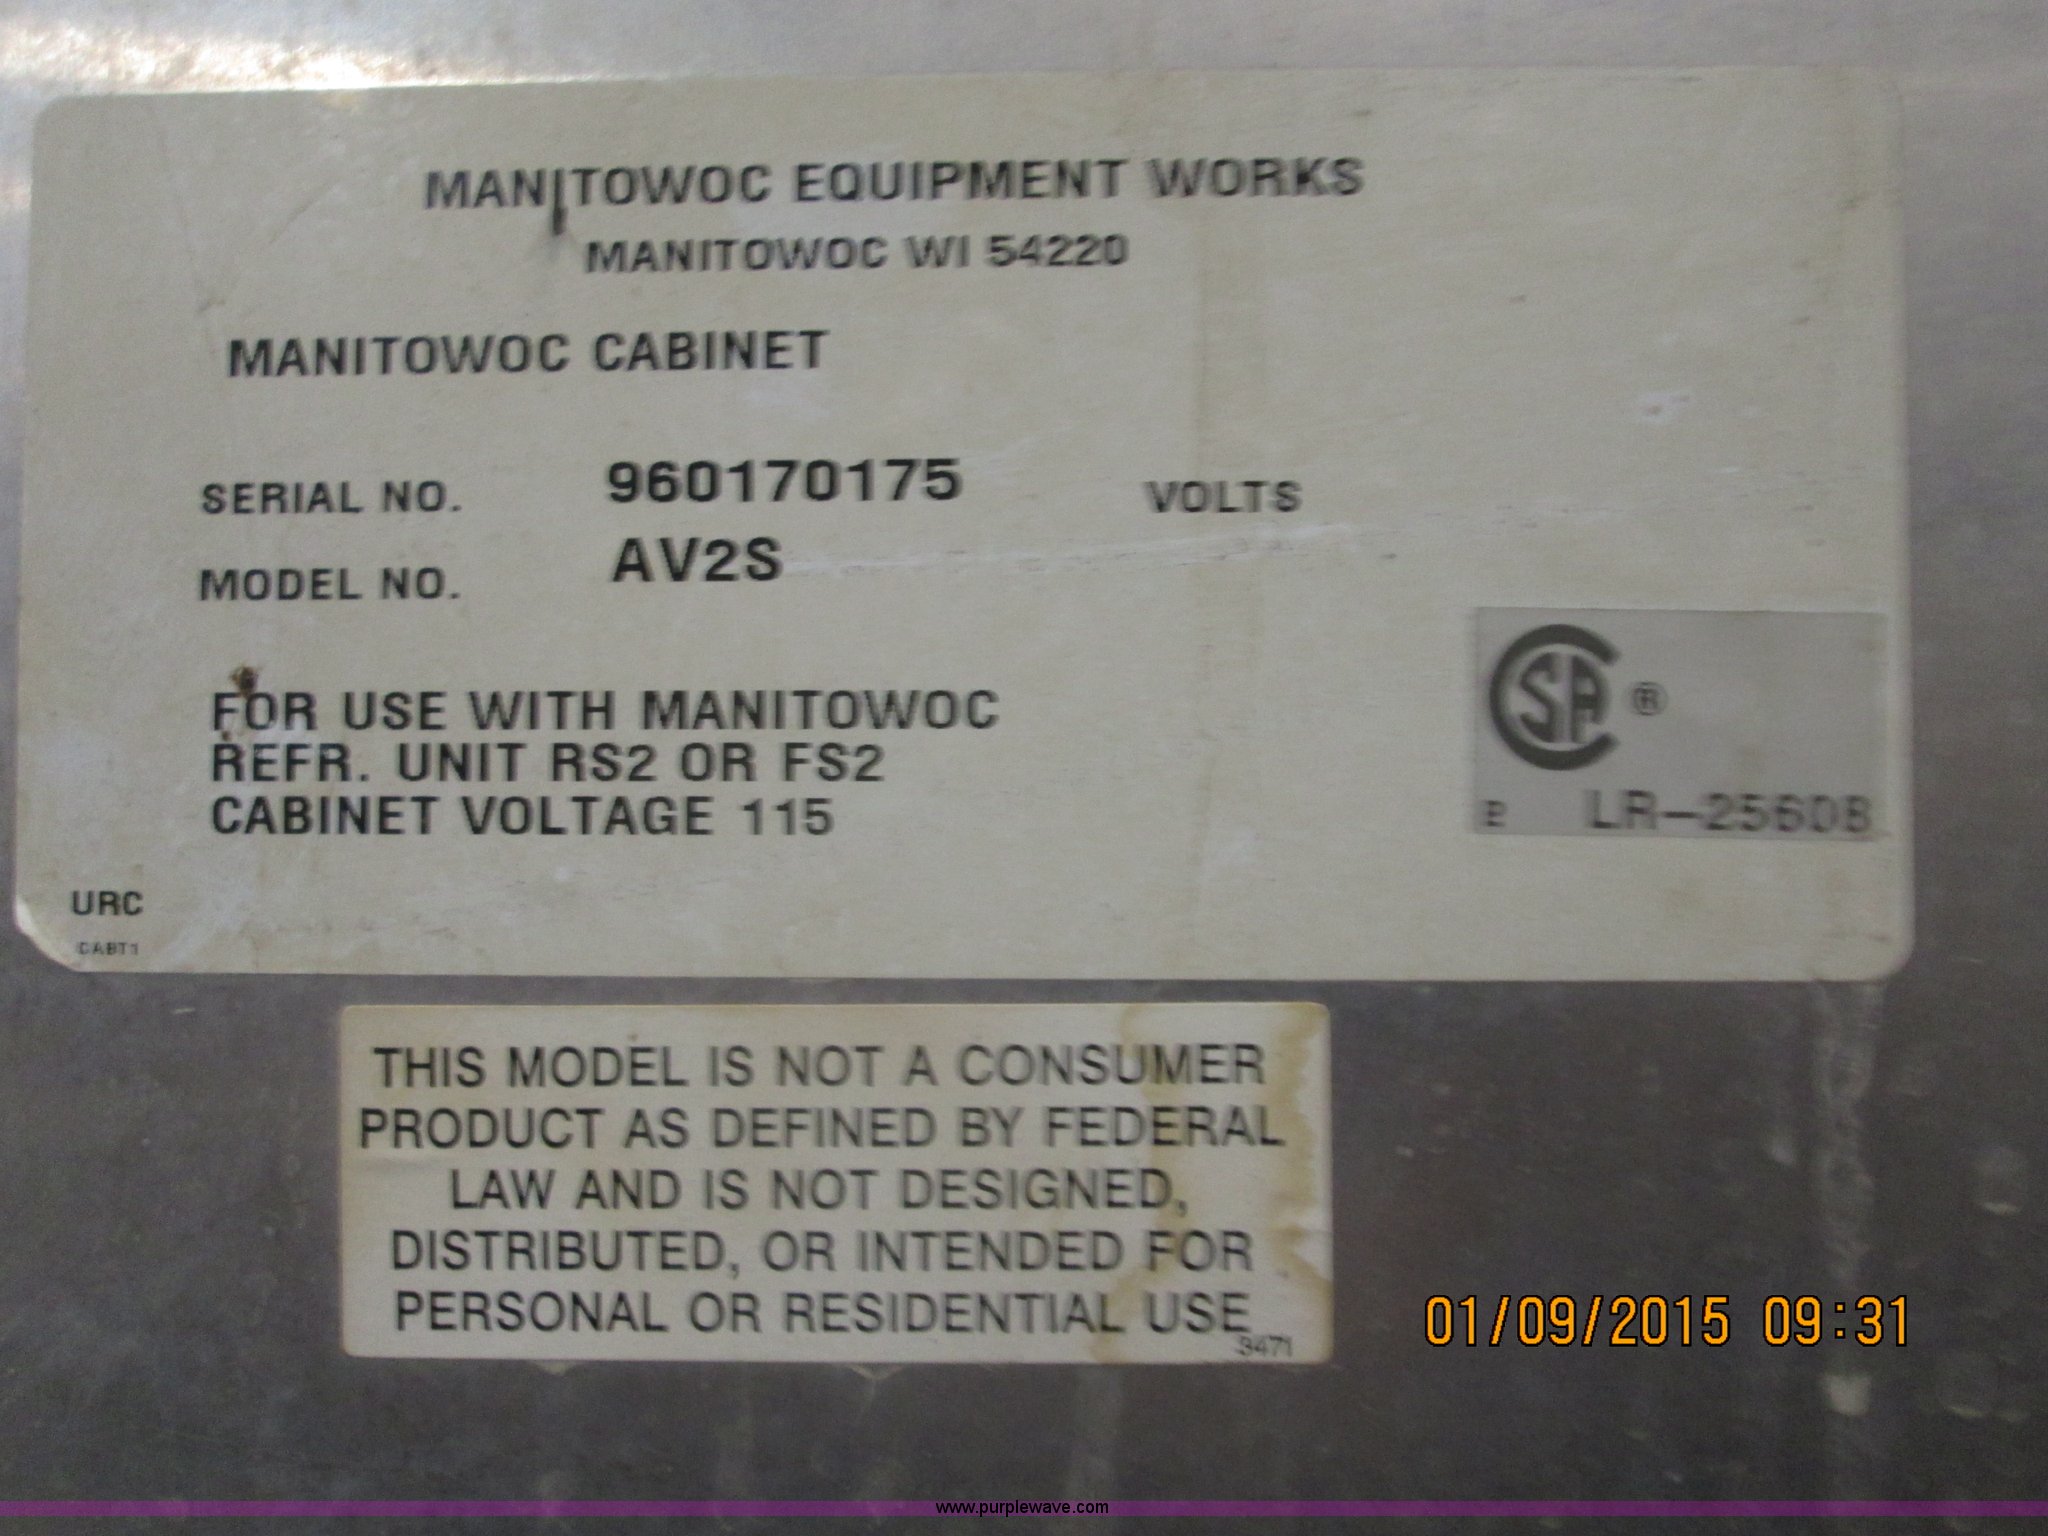 MANITOWOC EQUIPMENT WORKS
MANITOWOC WI 54220
MANITOWOC CABINET
SERIAL NO. 960170175 VOLTS
MODEL NO. AV2S
FOR USE WITH MANITOWOC
REFR. UNIT RS2 OR FS2
CABINET VOLTAGE 115
CSA ®
LR-2560B
URC
CABT1
THIS MODEL IS NOT A CONSUMER
PRODUCT AS DEFINED BY FEDERAL
LAW AND IS NOT DESIGNED,
DISTRIBUTED, OR INTENDED FOR
PERSONAL OR RESIDENTIAL USE
3471
01/09/2015 09:31
www.purplewave.com